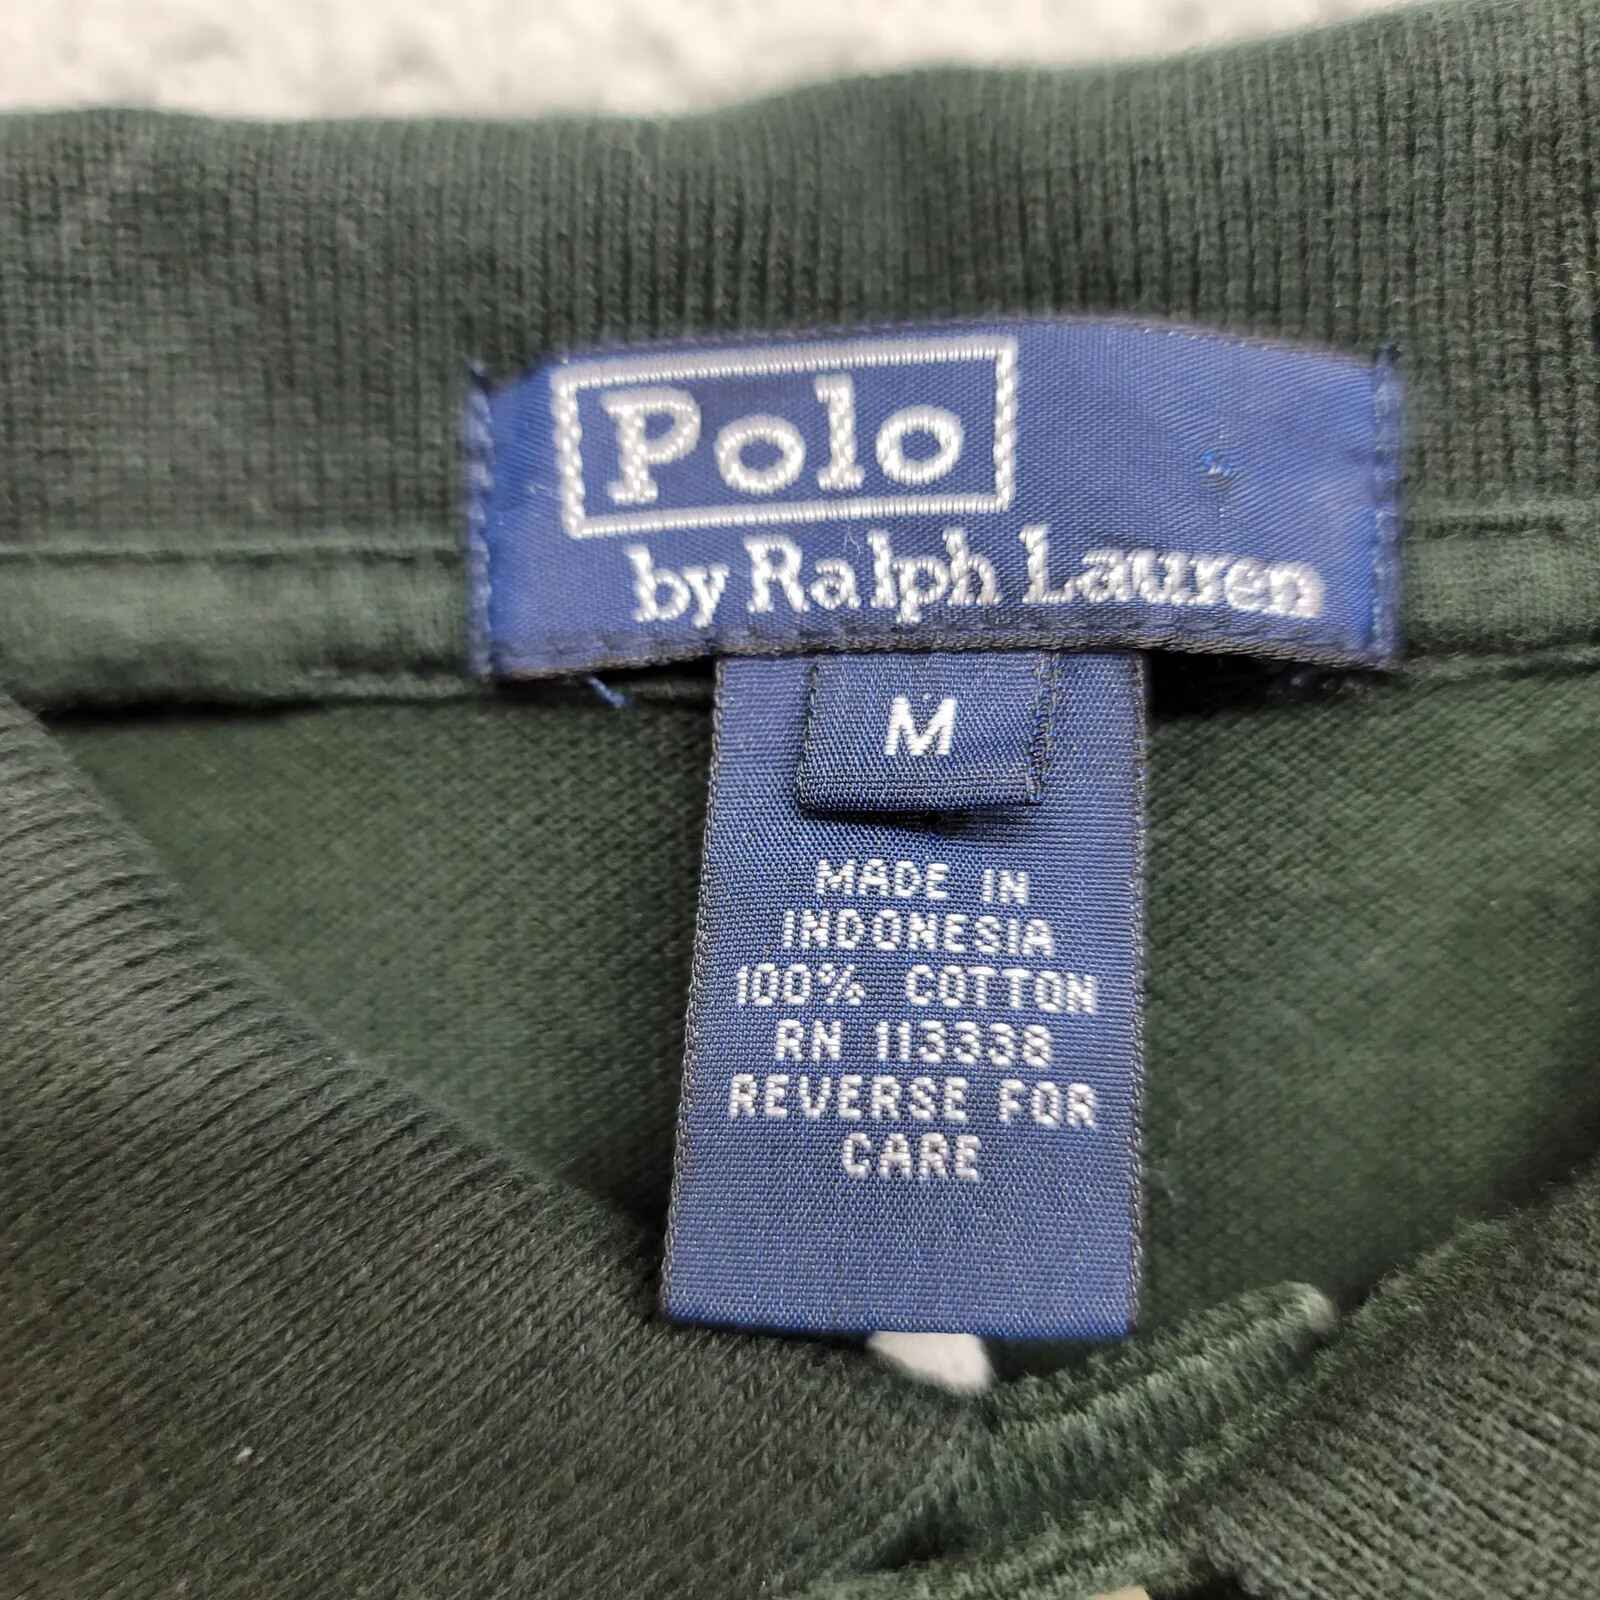 Polo
by Ralph Lauren
M
MADE IN
INDONESIA
100% COTTON
RN 113338
REVERSE FOR
CARE